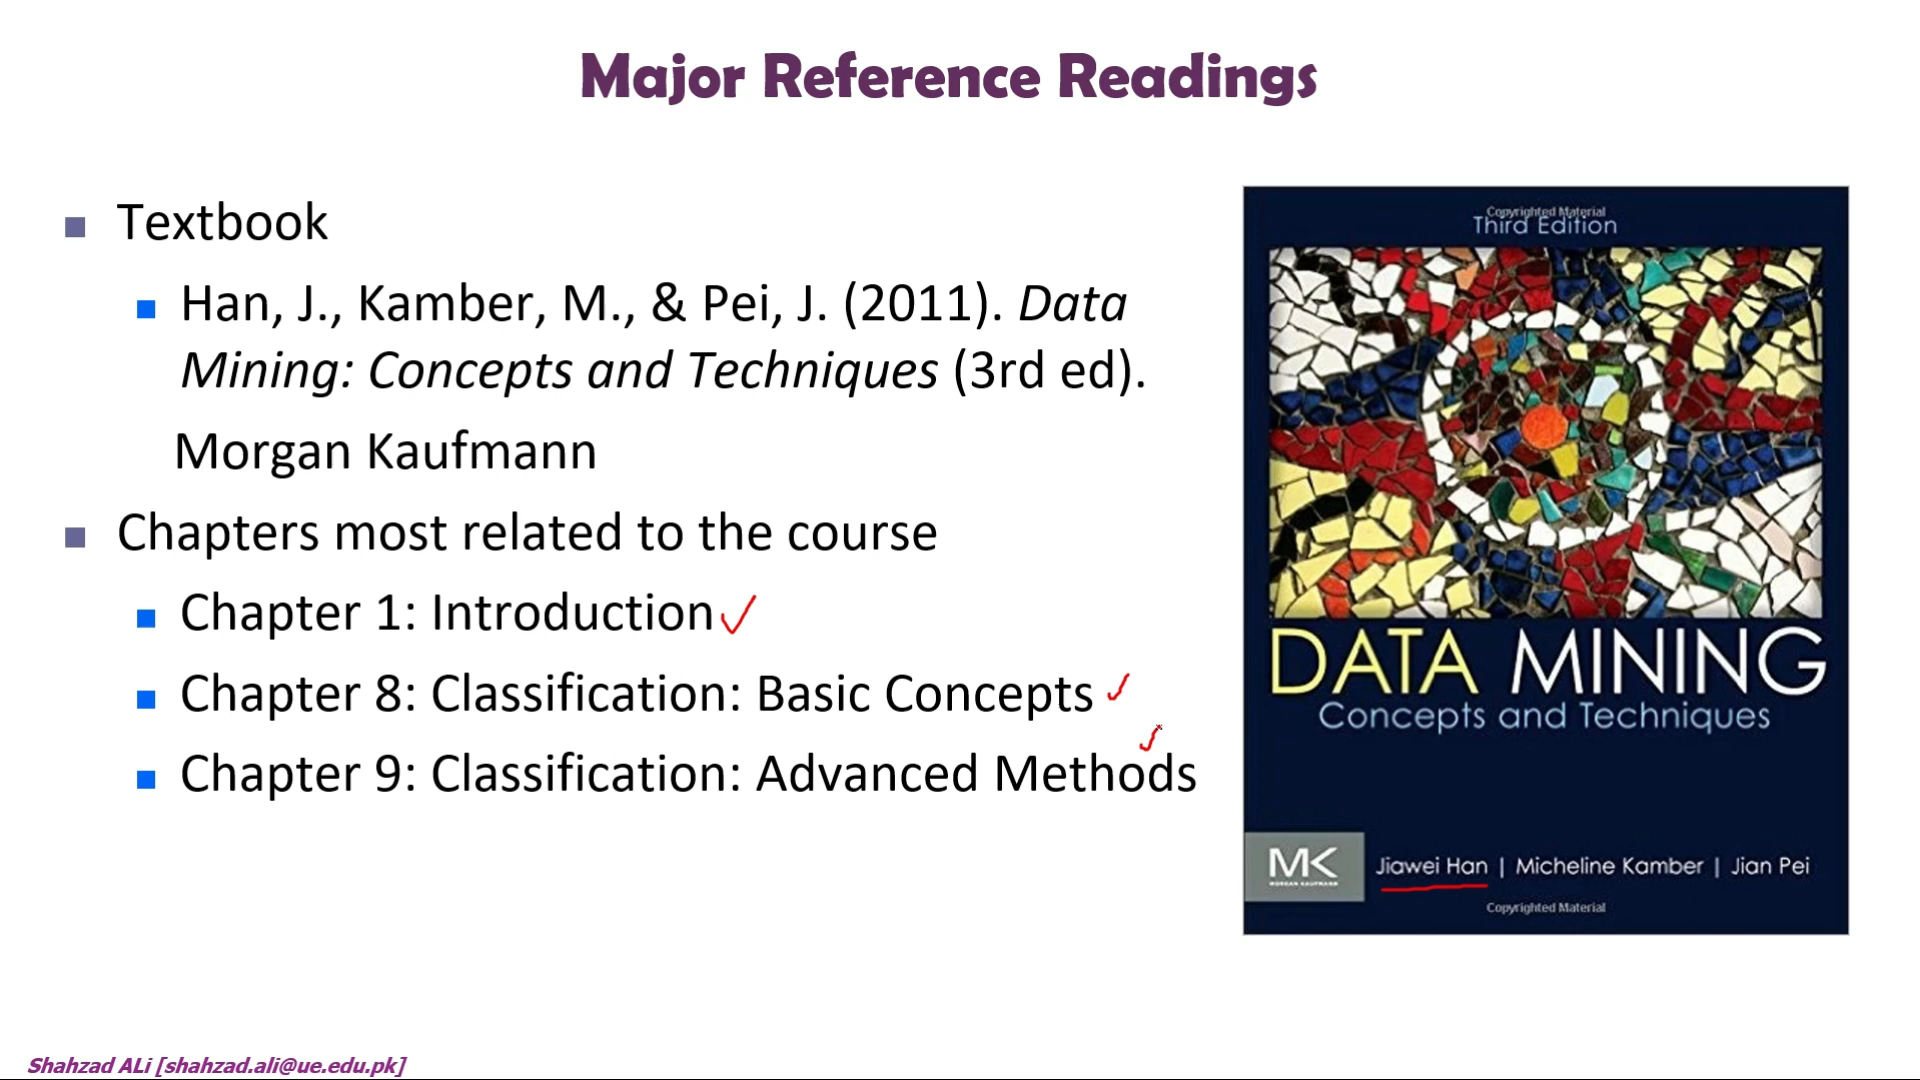 Major Reference Readings
Textbook
Han, J., Kamber, M., & Pei, J. (2011). Data
Mining: Concepts and Techniques (3rd ed).
Morgan Kaufmann
Chapters most related to the course
Chapter 1: Introduction
Chapter 8: Classification: Basic Concepts
Chapter 9: Classification: Advanced Methods
Copyrighted Material
Third Edition
DATA MINING
Concepts and Techniques
MK
MORGAN KAUFMANN
Jiawei Han | Micheline Kamber | Jian Pei
Copyrighted Material
Shahzad ALi [shahzad.ali@ue.edu.pk]